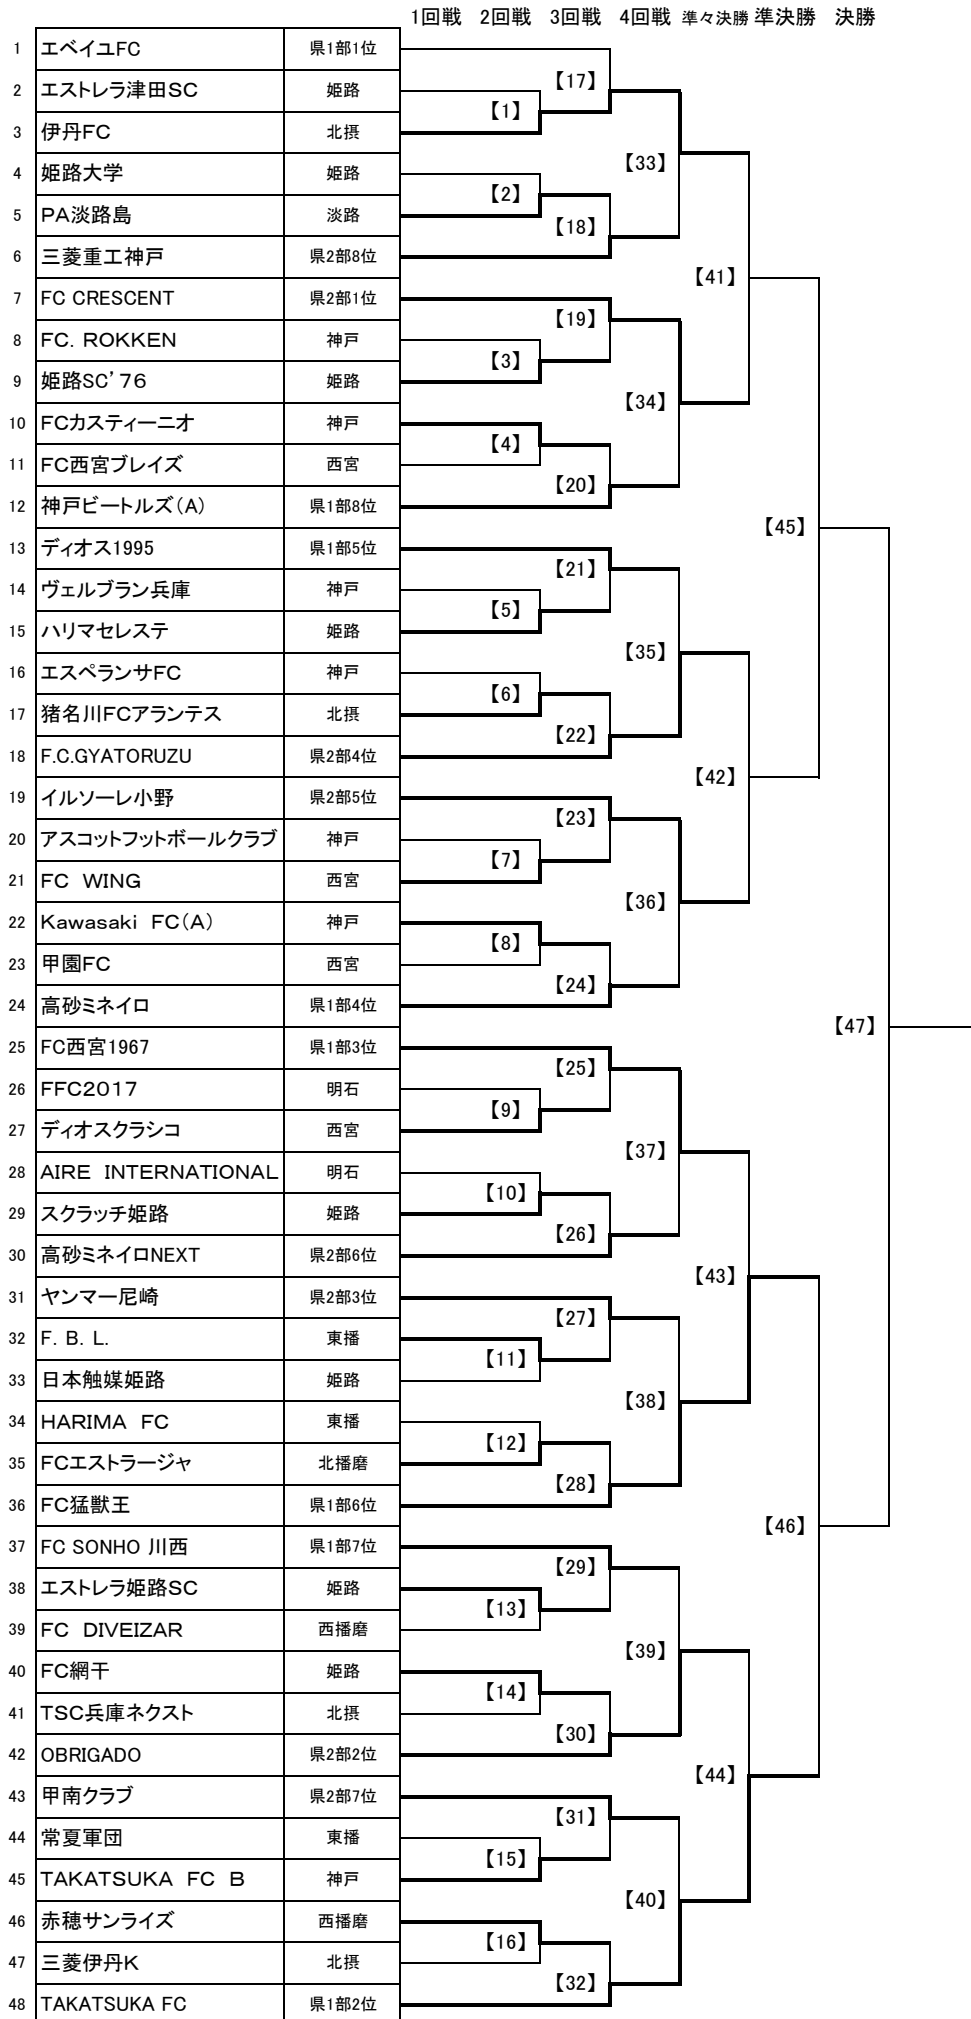 1回戦 2回戦 3回戦 4回戦 準々決勝 準決勝 決勝
1 エベイユFC 県1部1位
2 エストレラ津田SC 姫路
3 伊丹FC 北摂
4 姫路大学 姫路
5 PA淡路島 淡路
6 三菱重工神戸 県2部8位
7 FC CRESCENT 県2部1位
8 FC. ROKKEN 神戸
9 姫路SC’76 姫路
10 FCカスティーニオ 神戸
11 FC西宮ブレイズ 西宮
12 神戸ビートルズ(A) 県1部8位
13 ディオス1995 県1部5位
14 ヴェルブラン兵庫 神戸
15 ハリマセレステ 姫路
16 エスペランサFC 神戸
17 猪名川FCアランテス 北摂
18 F.C.GYATORUZU 県2部4位
19 イルソーレ小野 県2部5位
20 アスコットフットボールクラブ 神戸
21 FC WING 西宮
22 Kawasaki FC(A) 神戸
23 甲園FC 西宮
24 高砂ミネイロ 県1部4位
25 FC西宮1967 県1部3位
26 FFC2017 明石
27 ディオスクラシコ 西宮
28 AIRE INTERNATIONAL 明石
29 スクラッチ姫路 姫路
30 高砂ミネイロNEXT 県2部6位
31 ヤンマー尼崎 県2部3位
32 F. B. L. 東播
33 日本触媒姫路 姫路
34 HARIMA FC 東播
35 FCエストラージャ 北播磨
36 FC猛獣王 県1部6位
37 FC SONHO 川西 県1部7位
38 エストレラ姫路SC 姫路
39 FC DIVEIZAR 西播磨
40 FC網干 姫路
41 TSC兵庫ネクスト 北摂
42 OBRIGADO 県2部2位
43 甲南クラブ 県2部7位
44 常夏軍団 東播
45 TAKATSUKA FC B 神戸
46 赤穂サンライズ 西播磨
47 三菱伊丹K 北摂
48 TAKATSUKA FC 県1部2位
【1】
【2】
【3】
【4】
【5】
【6】
【7】
【8】
【9】
【10】
【11】
【12】
【13】
【14】
【15】
【16】
【17】
【18】
【19】
【20】
【21】
【22】
【23】
【24】
【25】
【26】
【27】
【28】
【29】
【30】
【31】
【32】
【33】
【34】
【35】
【36】
【37】
【38】
【39】
【40】
【41】
【42】
【43】
【44】
【45】
【46】
【47】